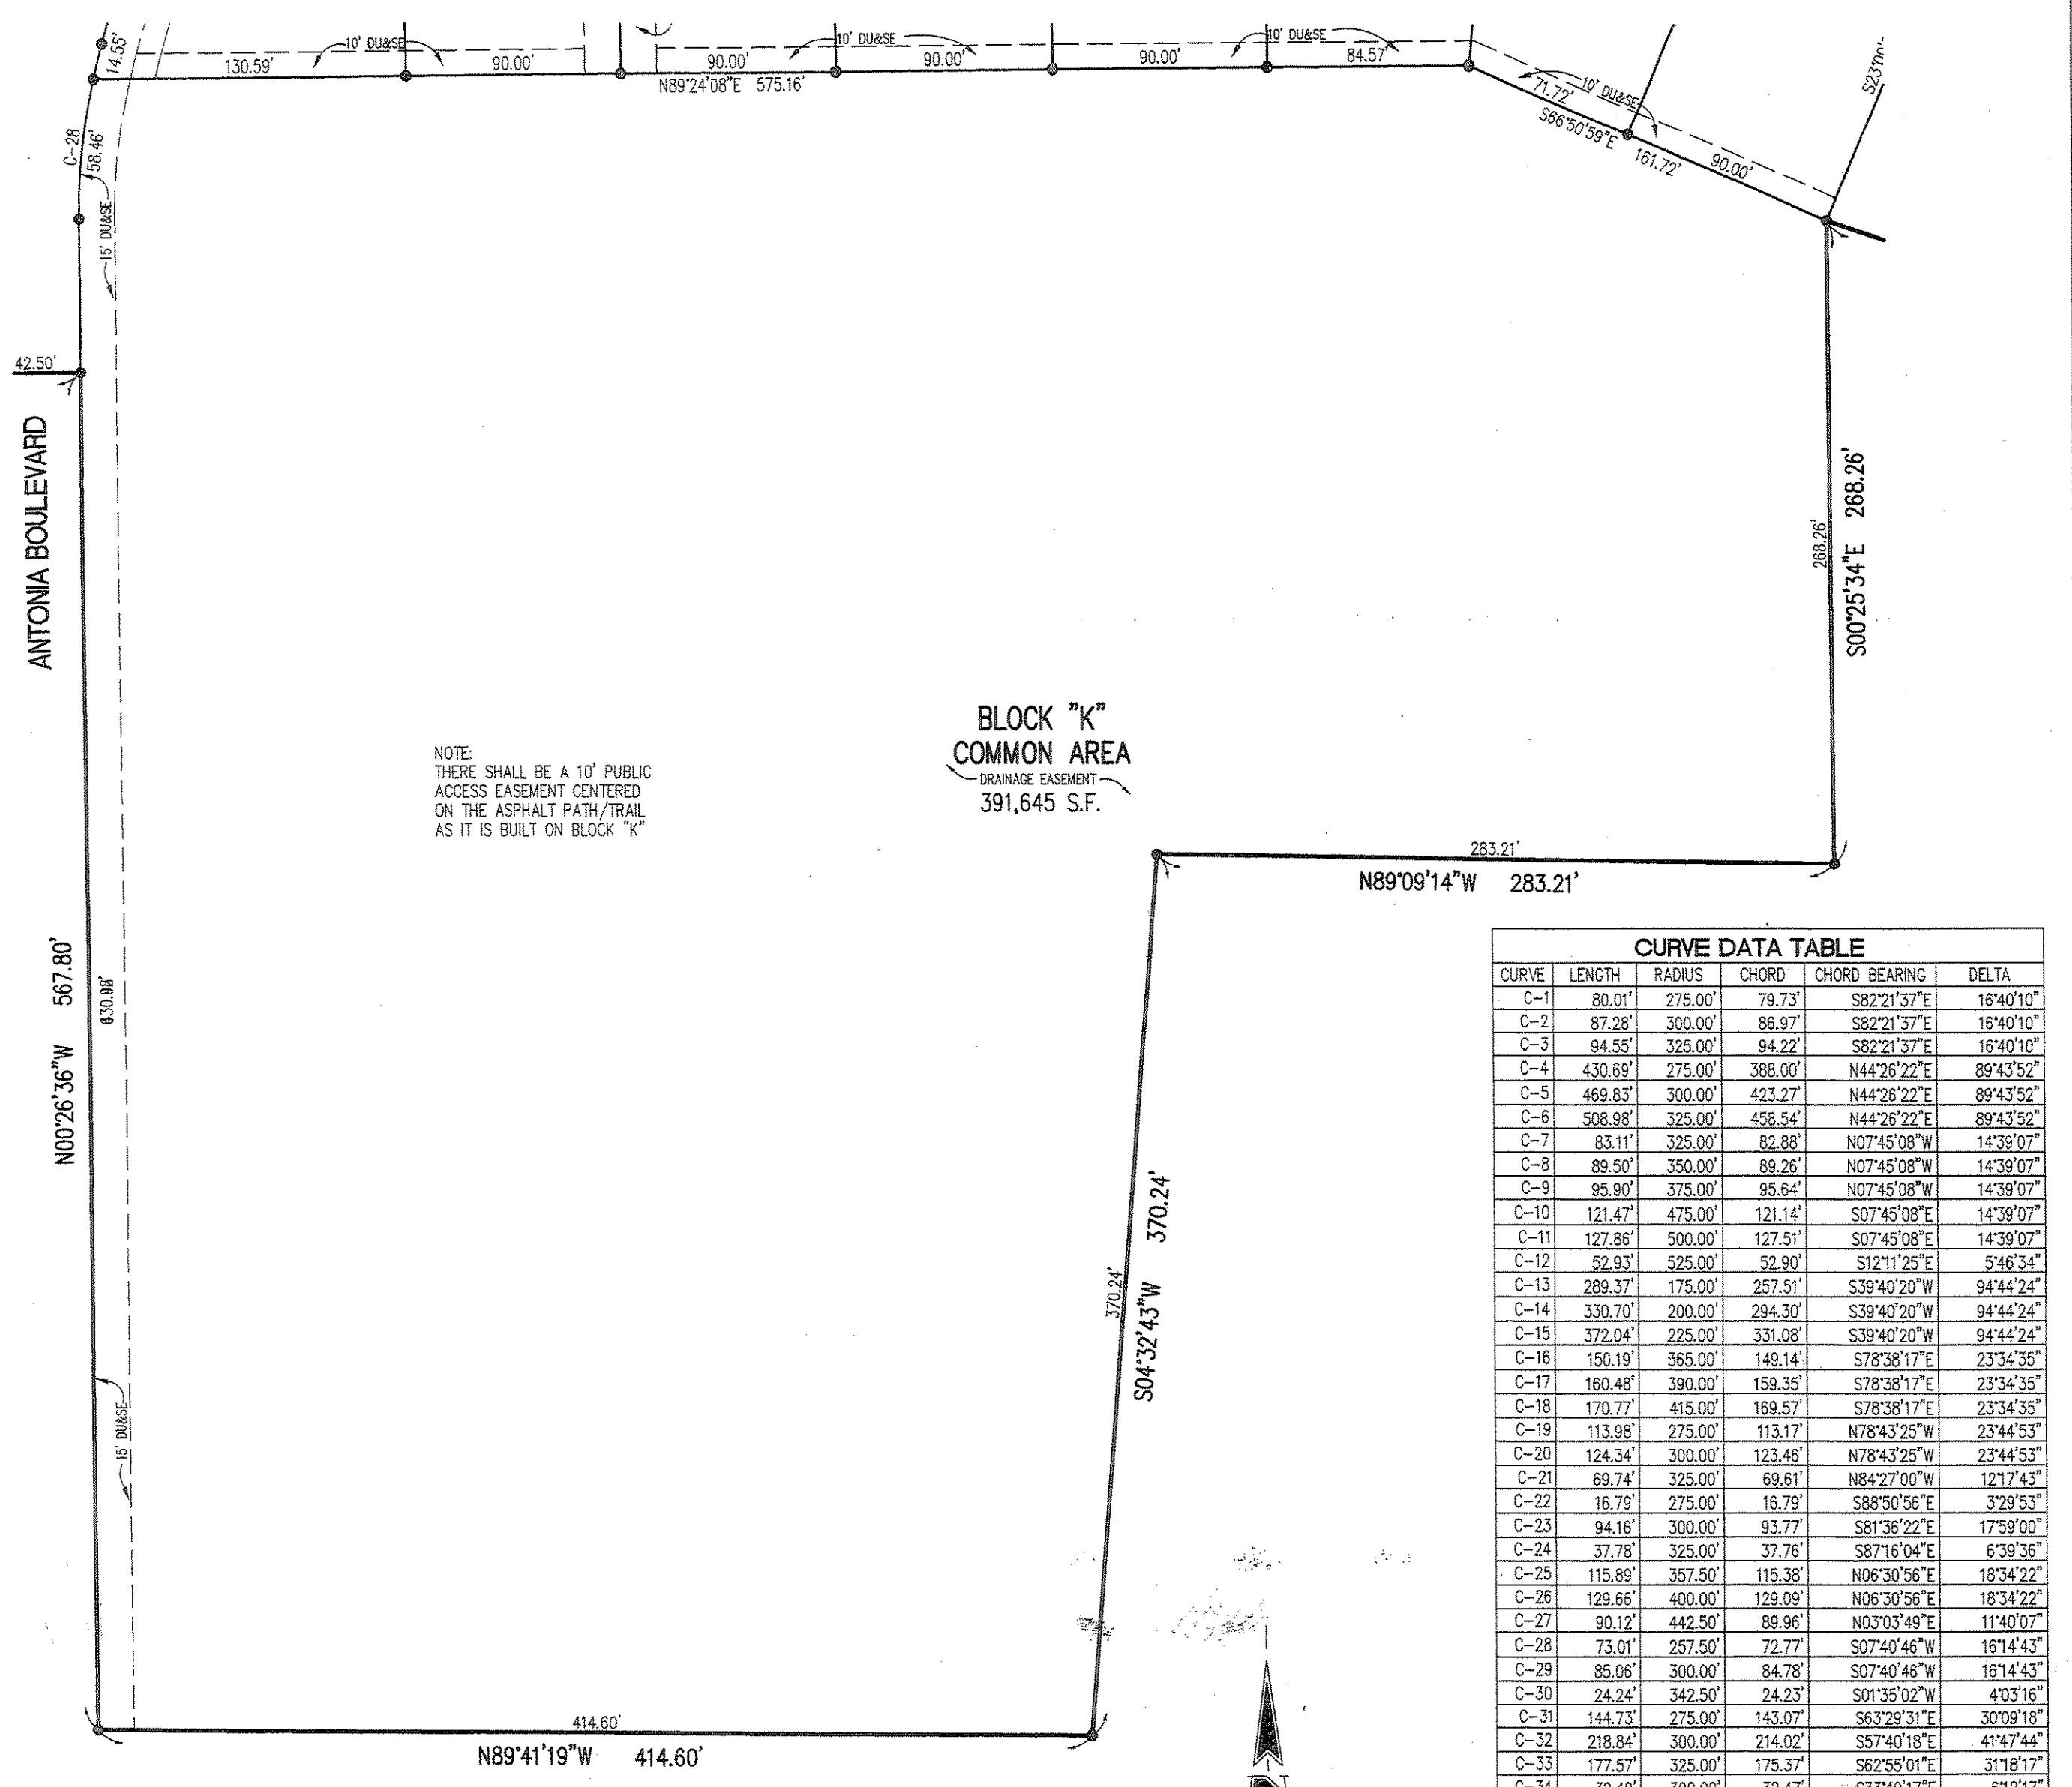 14.55'
130.59'
10' DU&SE
90.00'
90.00'
10' DU&SE
90.00'
90.00'
10' DU&SE
84.57'
N89°24'08"E 575.16'
71.72'
10' DU&SE
S66°50'59"E 161.72'
90.00'
C-28
58.46'
15' DU&SE
42.50'
ANTONIA BOULEVARD
268.26'
S00°25'34"E 268.26'
BLOCK "K"
COMMON AREA
DRAINAGE EASEMENT
391,645 S.F.
NOTE:
THERE SHALL BE A 10' PUBLIC
ACCESS EASEMENT CENTERED
ON THE ASPHALT PATH/TRAIL
AS IT IS BUILT ON BLOCK "K"
283.21'
N89°09'14"W 283.21'
N00°26'36"W 567.80'
370.24'
S04°32'43"W 370.24'
15' DU&SE
414.60'
N89°41'19"W 414.60'
CURVE DATA TABLE
CURVE LENGTH RADIUS CHORD CHORD BEARING DELTA
C-1 80.01' 275.00' 79.73' S82°21'37"E 16°40'10"
C-2 87.28' 300.00' 86.97' S82°21'37"E 16°40'10"
C-3 94.55' 325.00' 94.22' S82°21'37"E 16°40'10"
C-4 430.69' 275.00' 388.00' N44°26'22"E 89°43'52"
C-5 469.83' 300.00' 423.27' N44°26'22"E 89°43'52"
C-6 508.98' 325.00' 458.54' N44°26'22"E 89°43'52"
C-7 83.11' 325.00' 82.88' N07°45'08"W 14°39'07"
C-8 89.50' 350.00' 89.26' N07°45'08"W 14°39'07"
C-9 95.90' 375.00' 95.64' N07°45'08"W 14°39'07"
C-10 121.47' 475.00' 121.14' S07°45'08"E 14°39'07"
C-11 127.86' 500.00' 127.51' S07°45'08"E 14°39'07"
C-12 52.93' 525.00' 52.90' S12°11'25"E 5°46'34"
C-13 289.37' 175.00' 257.51' S39°40'20"W 94°44'24"
C-14 330.70' 200.00' 294.30' S39°40'20"W 94°44'24"
C-15 372.04' 225.00' 331.08' S39°40'20"W 94°44'24"
C-16 150.19' 365.00' 149.14' S78°38'17"E 23°34'35"
C-17 160.48' 390.00' 159.35' S78°38'17"E 23°34'35"
C-18 170.77' 415.00' 169.57' S78°38'17"E 23°34'35"
C-19 113.98' 275.00' 113.17' N78°43'25"W 23°44'53"
C-20 124.34' 300.00' 123.46' N78°43'25"W 23°44'53"
C-21 69.74' 325.00' 69.61' N84°27'00"W 12°17'43"
C-22 16.79' 275.00' 16.79' S88°50'56"E 3°29'53"
C-23 94.16' 300.00' 93.77' S81°36'22"E 17°59'00"
C-24 37.78' 325.00' 37.76' S87°16'04"E 6°39'36"
C-25 115.89' 357.50' 115.38' N06°30'56"E 18°34'22"
C-26 129.66' 400.00' 129.09' N06°30'56"E 18°34'22"
C-27 90.12' 442.50' 89.96' N03°03'49"E 11°40'07"
C-28 73.01' 257.50' 72.77' S07°40'46"W 16°14'43"
C-29 85.06' 300.00' 84.78' S07°40'46"W 16°14'43"
C-30 24.24' 342.50' 24.23' S01°35'02"W 4°03'16"
C-31 144.73' 275.00' 143.07' S63°29'31"E 30°09'18"
C-32 218.84' 300.00' 214.02' S57°40'18"E 41°47'44"
C-33 177.57' 325.00' 175.37' S62°55'01"E 31°18'17"